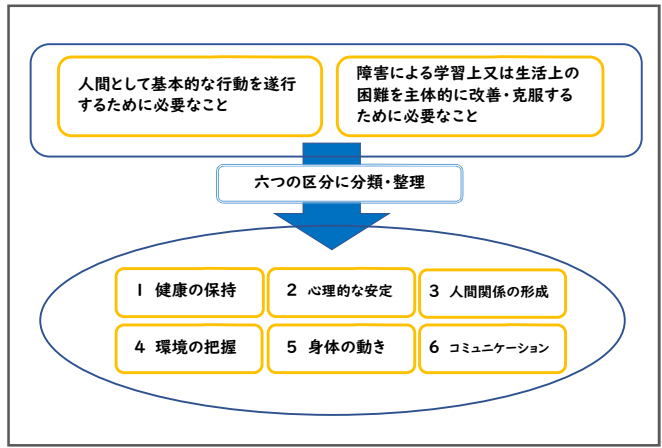 人間として基本的な行動を遂行
するために必要なこと
障害による学習上又は生活上の
困難を主体的に改善・克服する
ために必要なこと
六つの区分に分類・整理
1 健康の保持
2 心理的な安定
3 人間関係の形成
4 環境の把握
5 身体の動き
6 コミュニケーション